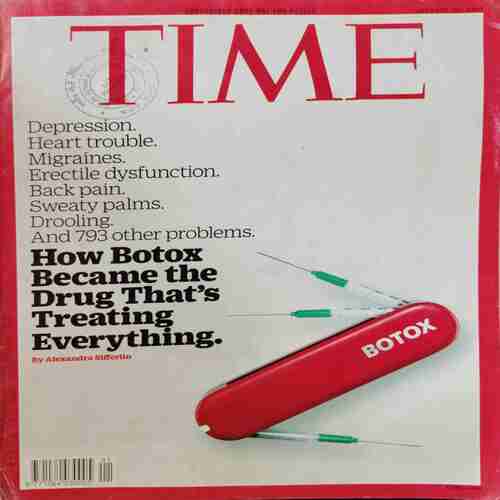 TIME
Depression.
Heart trouble.
Migraines.
Erectile dysfunction.
Back pain.
Sweaty palms.
Drooling.
And 793 other problems.
How Botox
Became the
Drug That's
Treating
Everything.
By Alexandra Sifferlin
BOTOX